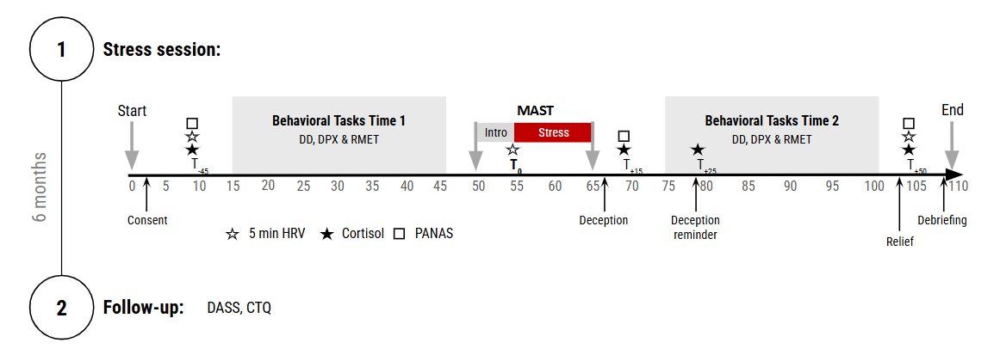 1
Stress session:
Start
Behavioral Tasks Time 1
DD, DPX & RMET
MAST
Intro
Stress
Behavioral Tasks Time 2
DD, DPX & RMET
End
T-45
T0
T+15
T+25
T+50
0 5 10 15 20 25 30 35 40 45 50 55 60 65 70 75 80 85 90 95 100 105 110
6 months
Consent
Deception
Deception
reminder
Relief
Debriefing
5 min HRV
Cortisol
PANAS
2
Follow-up:
DASS, CTQ